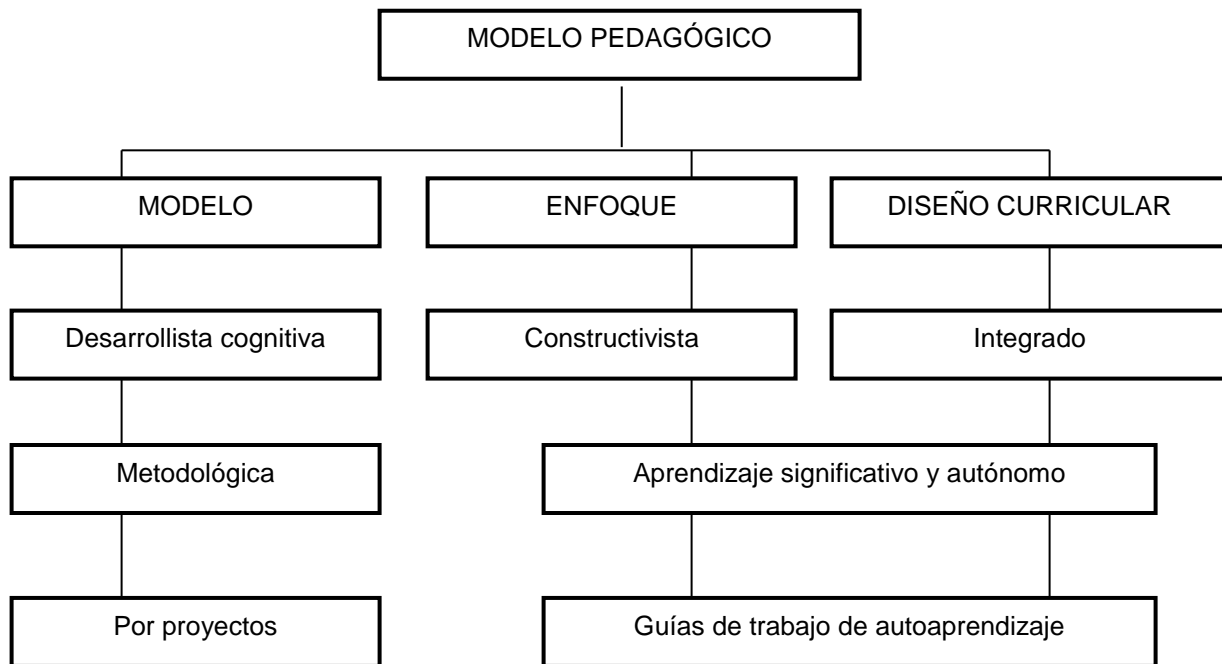 MODELO PEDAGÓGICO
MODELO
ENFOQUE
DISEÑO CURRICULAR
Desarrollista cognitiva
Constructivista
Integrado
Metodológica
Aprendizaje significativo y autónomo
Por proyectos
Guías de trabajo de autoaprendizaje